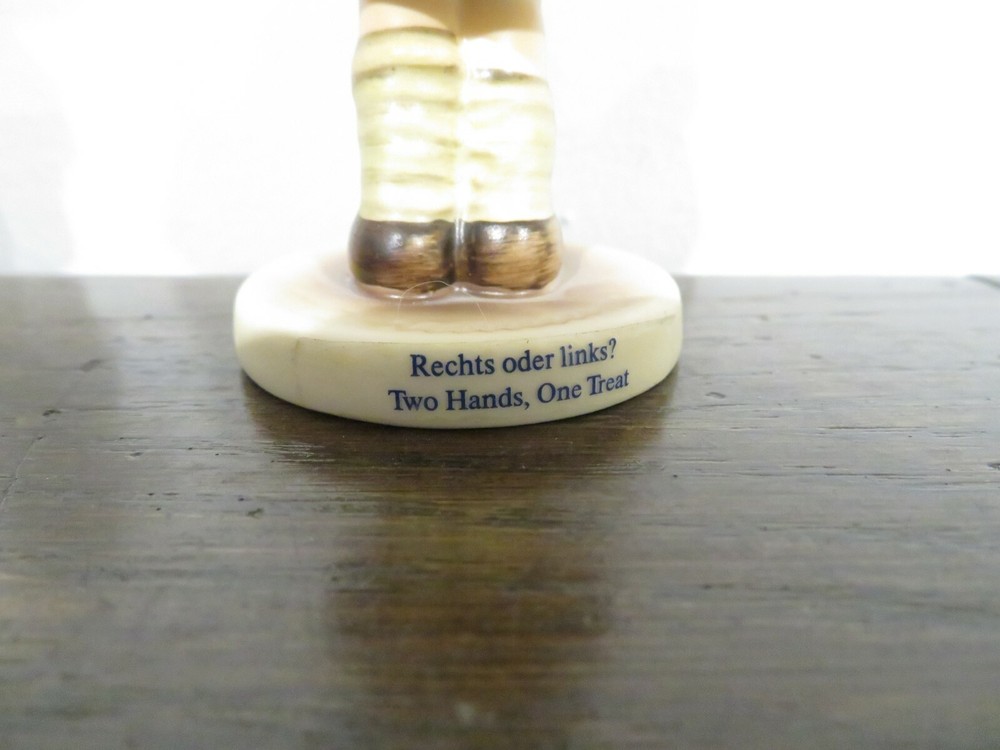 Rechts oder links?
Two Hands, One Treat